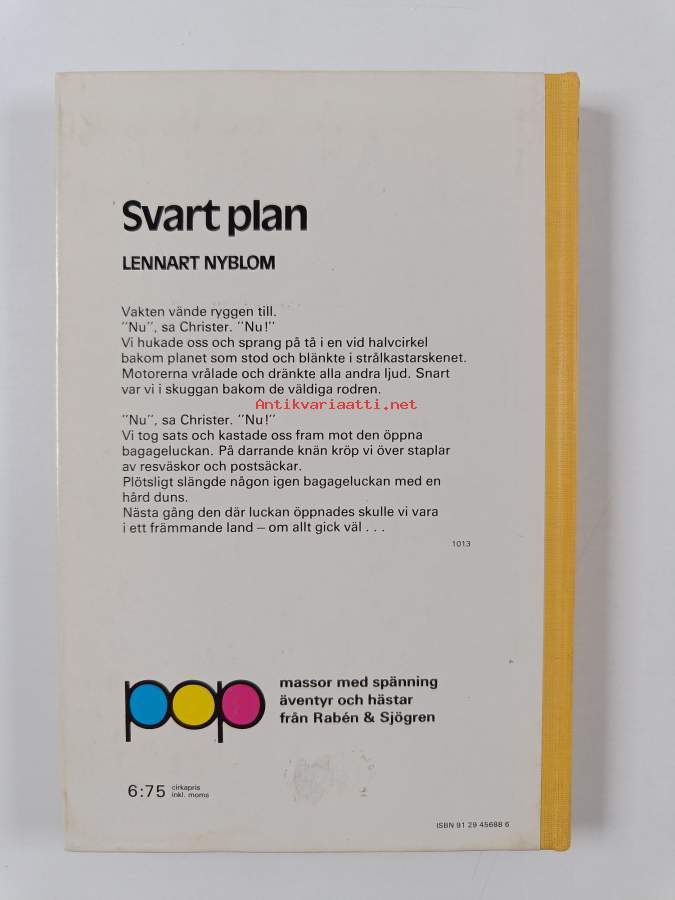 Svart plan
LENNART NYBLOM
Vakten vände ryggen till.
"Nu", sa Christer. "Nu!"
Vi hukade oss och sprang på tå i en vid halvcirkel
bakom planet som stod och blänkte i strålkastarskenet.
Motorerna vrålade och dränkte alla andra ljud. Snart
var vi i skuggan bakom de väldiga rodren.
Antikvariaatti.net
"Nu", sa Christer. "Nu!"
Vi tog sats och kastade oss fram mot den öppna
bagageluckan. På darrande knän kröp vi över staplar
av resväskor och postsäckar.
Plötsligt slängde någon igen bagageluckan med en
hård duns.
Nästa gång den där luckan öppnades skulle vi vara
i ett främmande land – om allt gick väl . . .
1013
pop
massor med spänning
äventyr och hästar
från Rabén & Sjögren
6:75 cirkapris
inkl. moms
ISBN 91 29 45688 6